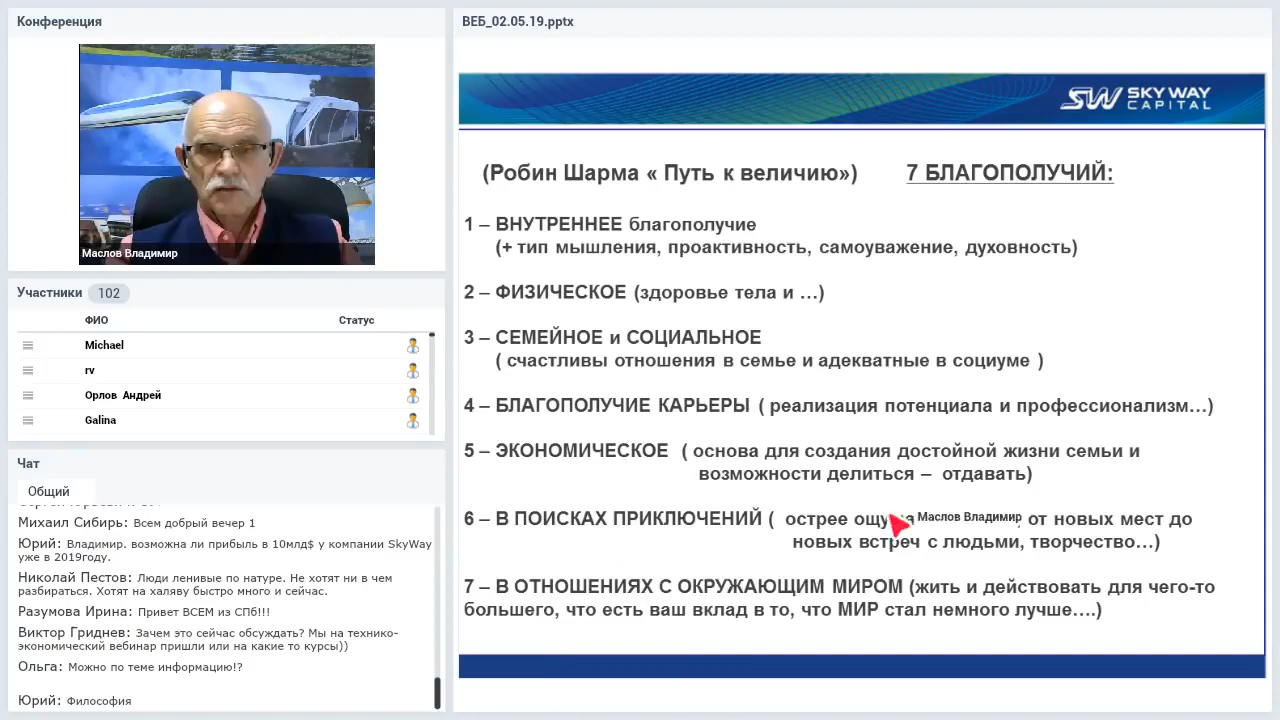 Конференция
Маслов Владимир
Участники 102
ФИО Статус
Michael
rv
Орлов Андрей
Galina
Чат
Общий
Михаил Сибирь: Всем добрый вечер 1
Юрий: Владимир. возможна ли прибыль в 10млд$ у компании SkyWay
уже в 2019году.
Николай Пестов: Люди ленивые по натуре. Не хотят ни в чем
разбираться. Хотят на халяву быстро много и сейчас.
Разумова Ирина: Привет ВСЕМ из СПб!!!
Виктор Гриднев: Зачем это сейчас обсуждать? Мы на технико-
экономический вебинар пришли или на какие то курсы))
Ольга: Можно по теме информацию!?
Юрий: Философия
ВЕБ_02.05.19.pptx
SW SKY WAY
CAPITAL
(Робин Шарма « Путь к величию») 7 БЛАГОПОЛУЧИЙ:
1 – ВНУТРЕННЕЕ благополучие
(+ тип мышления, проактивность, самоуважение, духовность)
2 – ФИЗИЧЕСКОЕ (здоровье тела и …)
3 – СЕМЕЙНОЕ и СОЦИАЛЬНОЕ
( счастливы отношения в семье и адекватные в социуме )
4 – БЛАГОПОЛУЧИЕ КАРЬЕРЫ ( реализация потенциала и профессионализм…)
5 – ЭКОНОМИЧЕСКОЕ ( основа для создания достойной жизни семьи и
возможности делиться – отдавать)
6 – В ПОИСКАХ ПРИКЛЮЧЕНИЙ ( острее Маслов Владимир от новых мест до
новых встреч с людьми, творчество…)
7 – В ОТНОШЕНИЯХ С ОКРУЖАЮЩИМ МИРОМ (жить и действовать для чего-то
большего, что есть ваш вклад в то, что МИР стал немного лучше….)